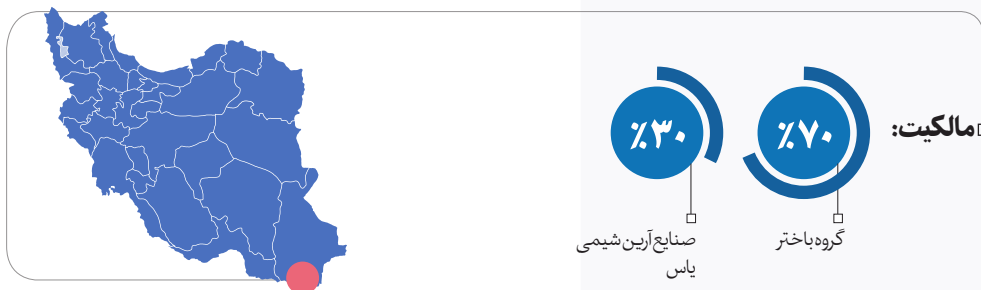 مالکیت:
٪۷۰
گروه باختر
٪۳۰
صنایع آرین شیمی
یاس